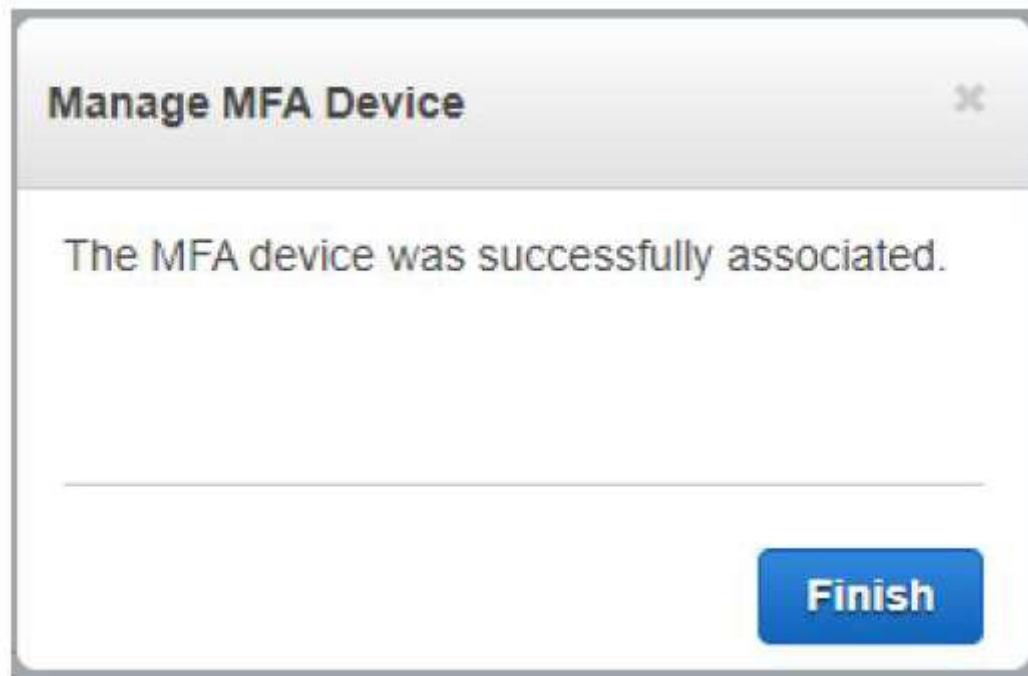 Manage MFA Device
The MFA device was successfully associated.
Finish